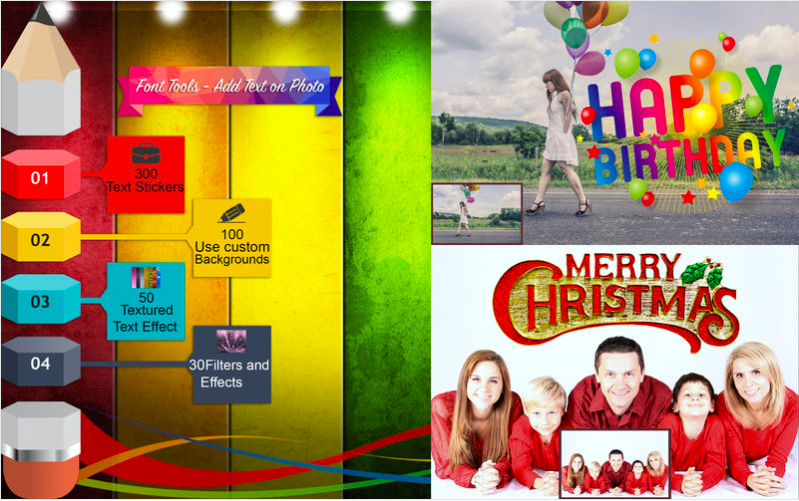 Font Tools - Add Text on Photo
01
300
Text Stickers
02
100
Use custom
Backgrounds
03
50
Textured
Text Effect
04
30Filters and
Effects
HAPPY
BIRTHDAY
MERRY
CHRISTMAS